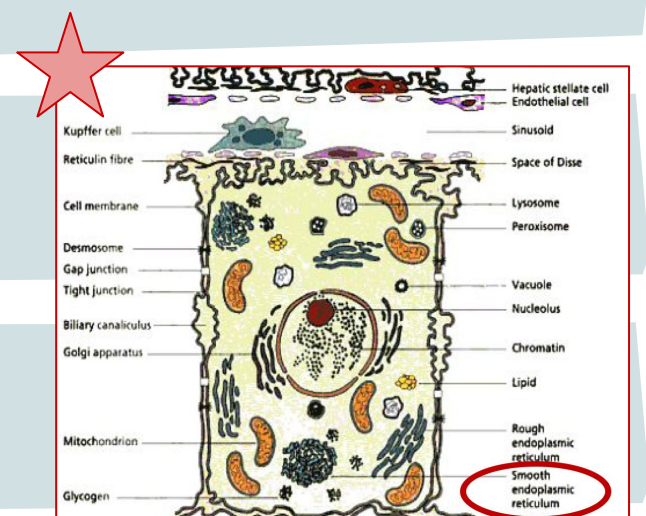 Hepatic stellate cell
Endothelial cell
Kupffer cell
Sinusoid
Reticulin fibre
Space of Disse
Cell membrane
Lysosome
Peroxisome
Desmosome
Gap junction
Tight junction
Vacuole
Nucleolus
Biliary canaliculus
Golgi apparatus
Chromatin
Lipid
Mitochondrion
Rough
endoplasmic
reticulum
Smooth
endoplasmic
reticulum
Glycogen